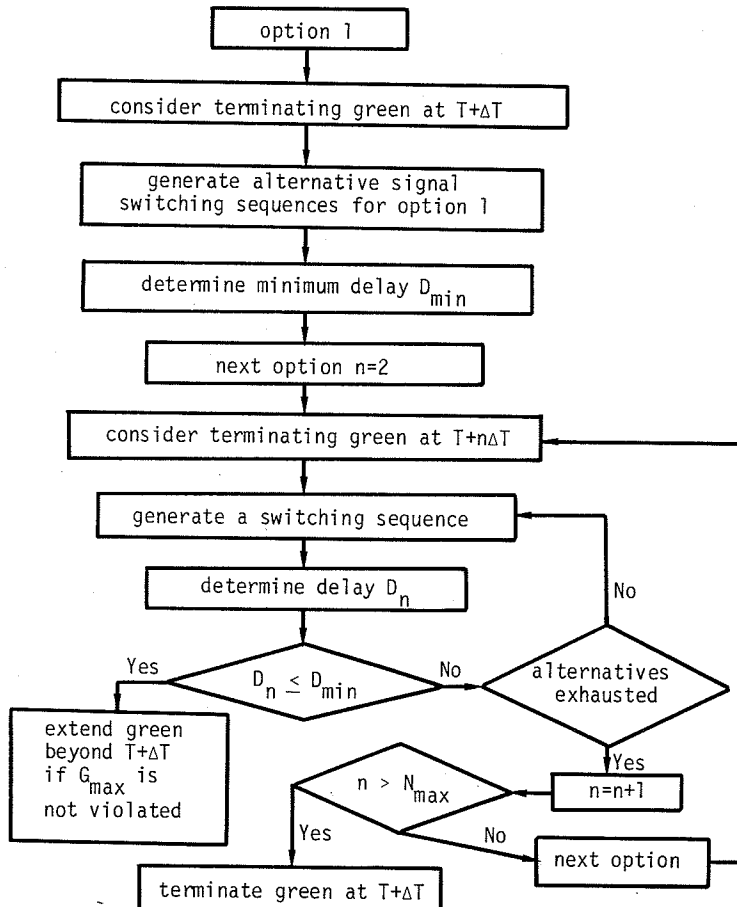 option 1
consider terminating green at T+ΔT
generate alternative signal
switching sequences for option 1
determine minimum delay D_min
next option n=2
consider terminating green at T+nΔT
generate a switching sequence
determine delay D_n
No
Yes
D_n ≤ D_min
No
alternatives
exhausted
extend green
beyond T+ΔT
if G_max is
not violated
Yes
n > N_max
n=n+1
Yes
No
next option
terminate green at T+ΔT